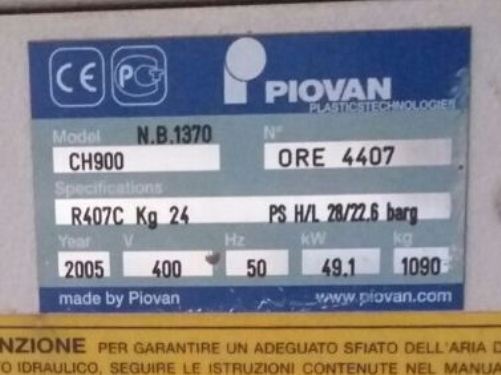 CE PC PIOVAN
PLASTICSTECHNOLOGIES
Model N.B.1370 N°
CH900 ORE 4407
Specifications
R407C Kg 24 PS H/L 28/22.6 barg
Year V Hz kW kg
2005 400 50 49.1 1090
made by Piovan www.piovan.com
NZIONE PER GARANTIRE UN ADEGUATO SFIATO DELL'ARIA D
TO IDRAULICO, SEGUIRE LE ISTRUZIONI CONTENUTE NEL MANUA